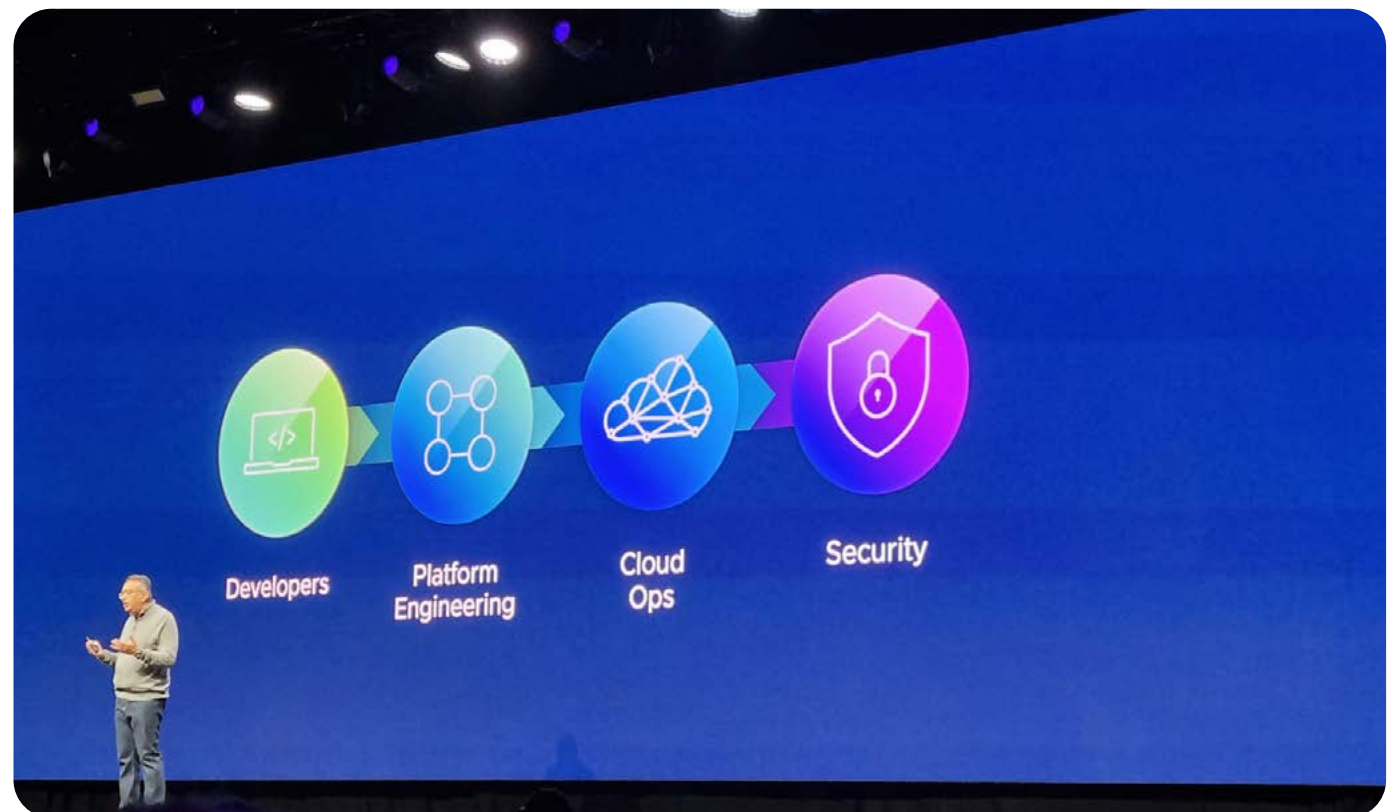 Developers
Platform
Engineering
Cloud
Ops
Security
</>